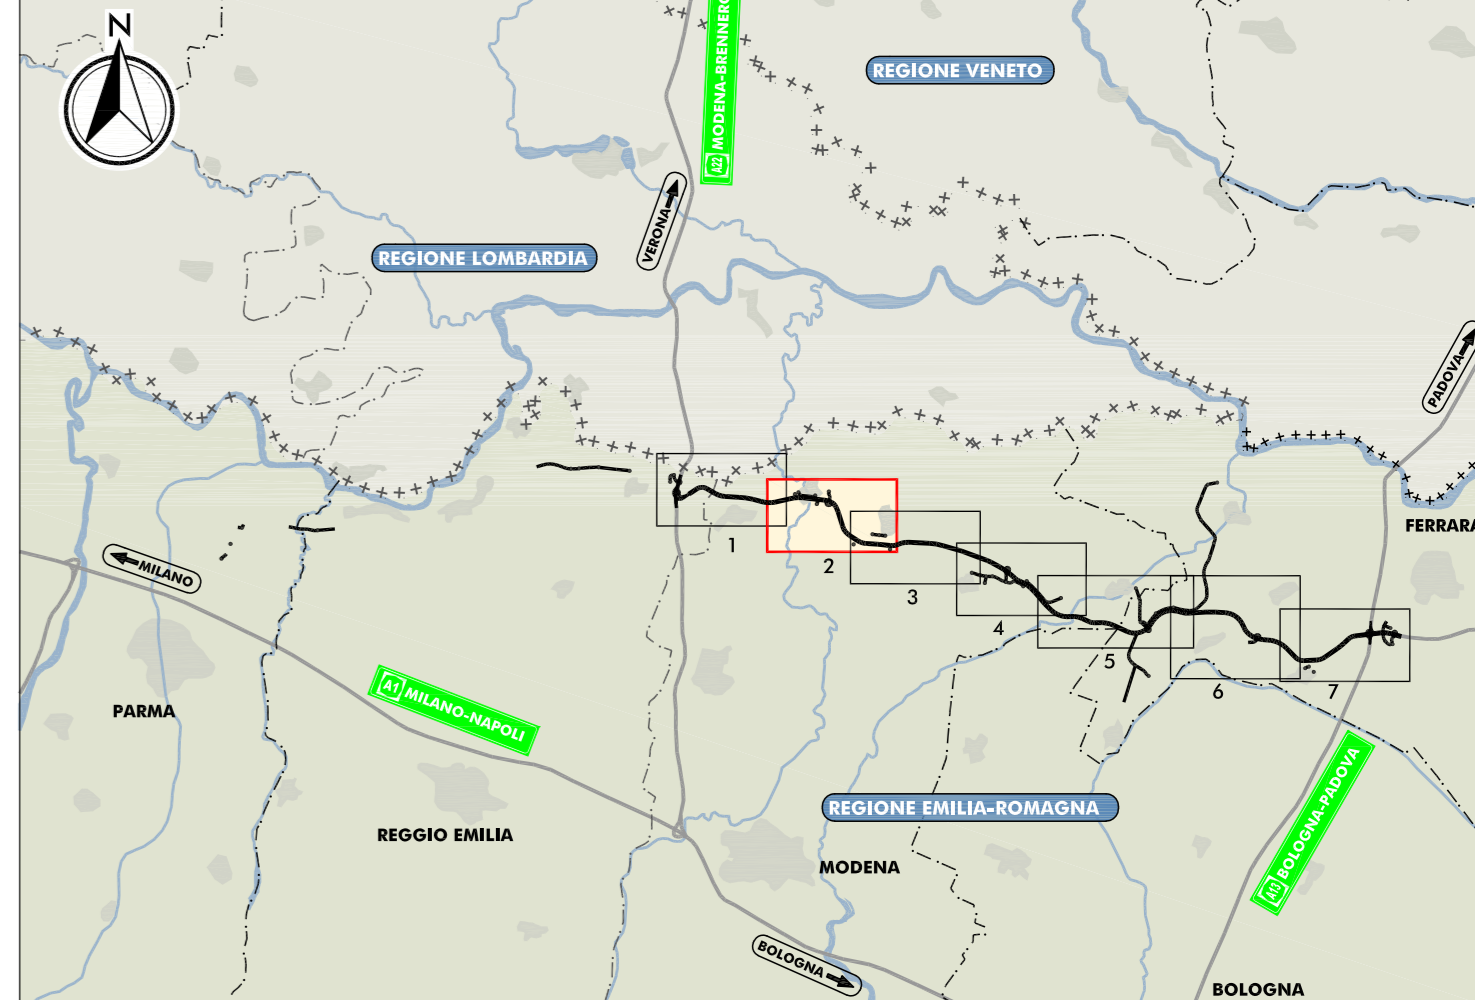 N
A22 MODENA-BRENNERO
REGIONE VENETO
VERONA
REGIONE LOMBARDIA
PADOVA
FERRARA
1
2
3
4
5
6
7
MILANO
PARMA
A1 MILANO-NAPOLI
REGGIO EMILIA
REGIONE EMILIA-ROMAGNA
MODENA
A13 BOLOGNA-PADOVA
BOLOGNA
BOLOGNA